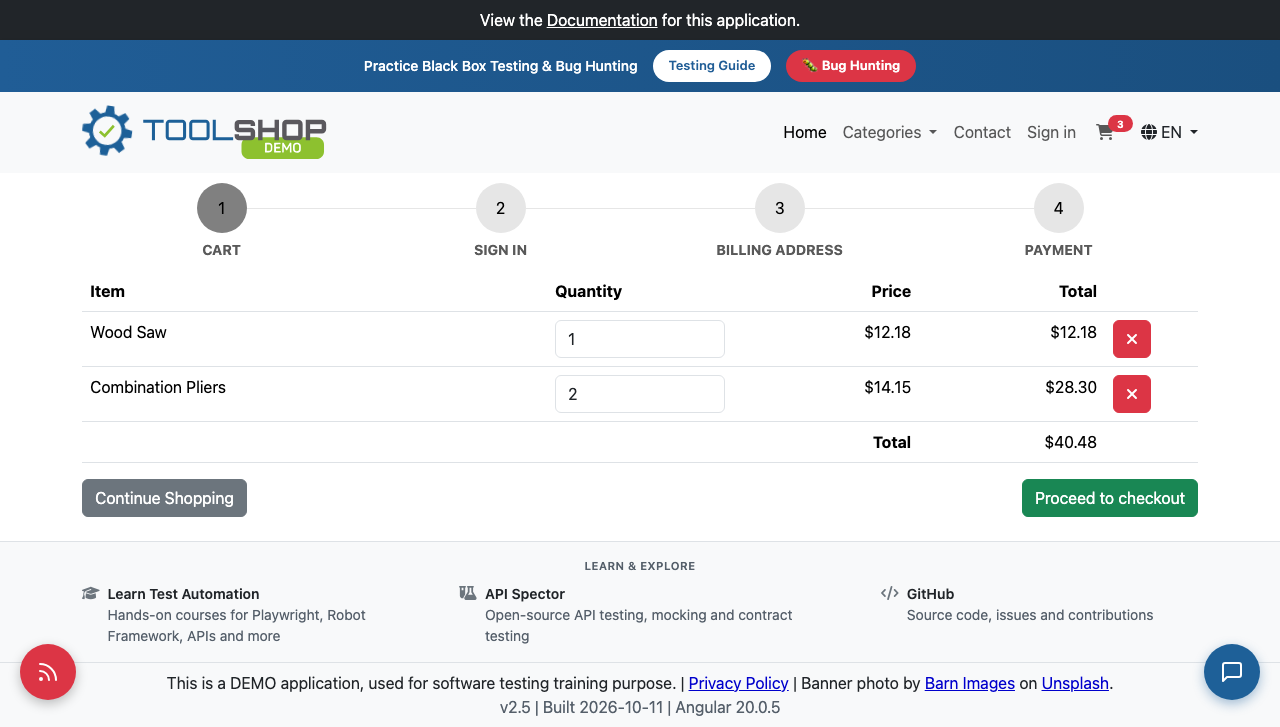 View the Documentation for this application.
Practice Black Box Testing & Bug Hunting Testing Guide Bug Hunting
TOOLSHOP
DEMO
Home Categories Contact Sign in 3 EN
1 2 3 4
CART SIGN IN BILLING ADDRESS PAYMENT
Item Quantity Price Total
Wood Saw 1 $12.18 $12.18
Combination Pliers 2 $14.15 $28.30
Total $40.48
Continue Shopping Proceed to checkout
LEARN & EXPLORE
Learn Test Automation
Hands-on courses for Playwright, Robot
Framework, APIs and more
API Spector
Open-source API testing, mocking and contract
testing
GitHub
Source code, issues and contributions
This is a DEMO application, used for software testing training purpose. | Privacy Policy | Banner photo by Barn Images on Unsplash.
v2.5 | Built 2026-10-11 | Angular 20.0.5